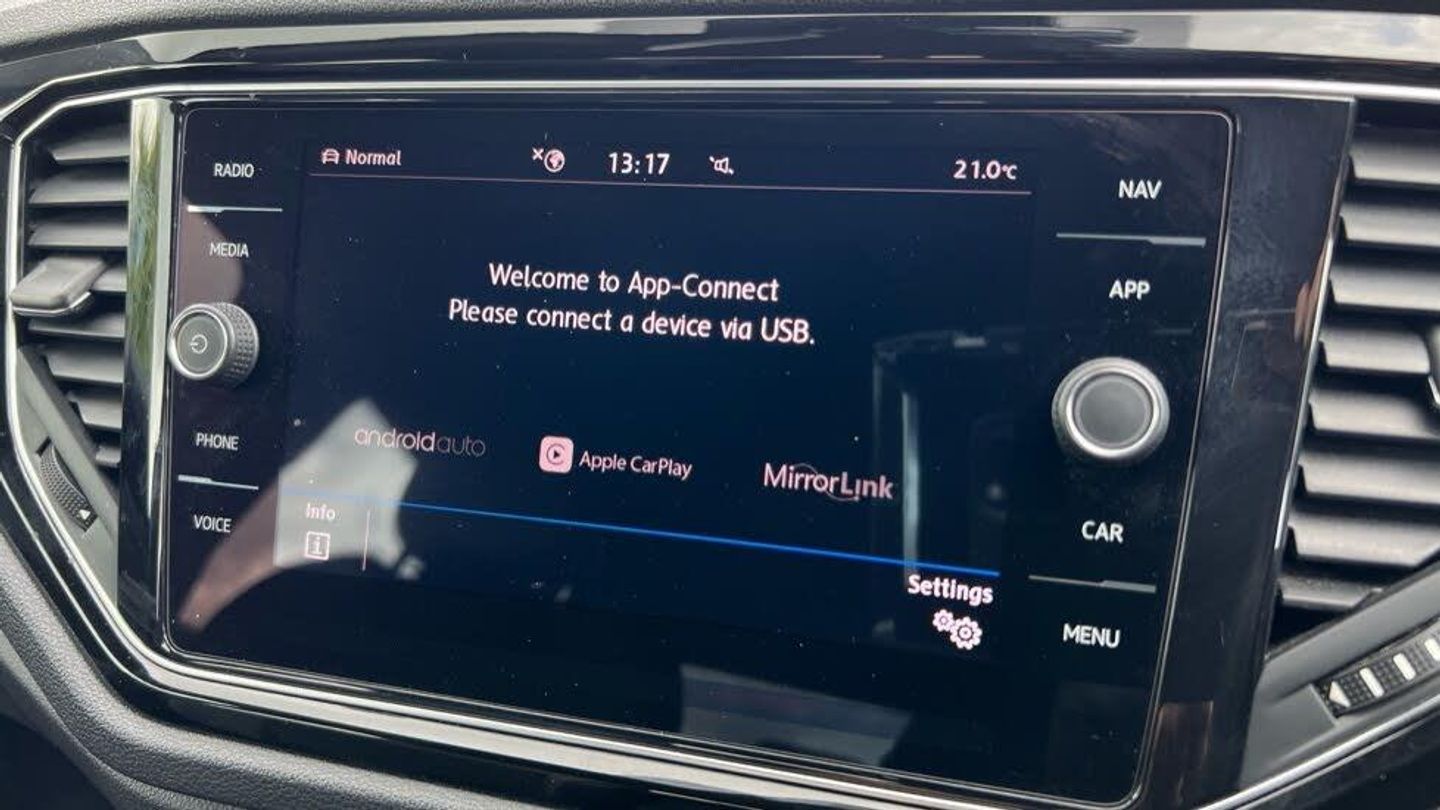 RADIO
MEDIA
PHONE
VOICE
Normal
13:17
21.0°C
Welcome to App-Connect
Please connect a device via USB.
androidauto
Apple CarPlay
MirrorLink
Info
i
Settings
NAV
APP
CAR
MENU